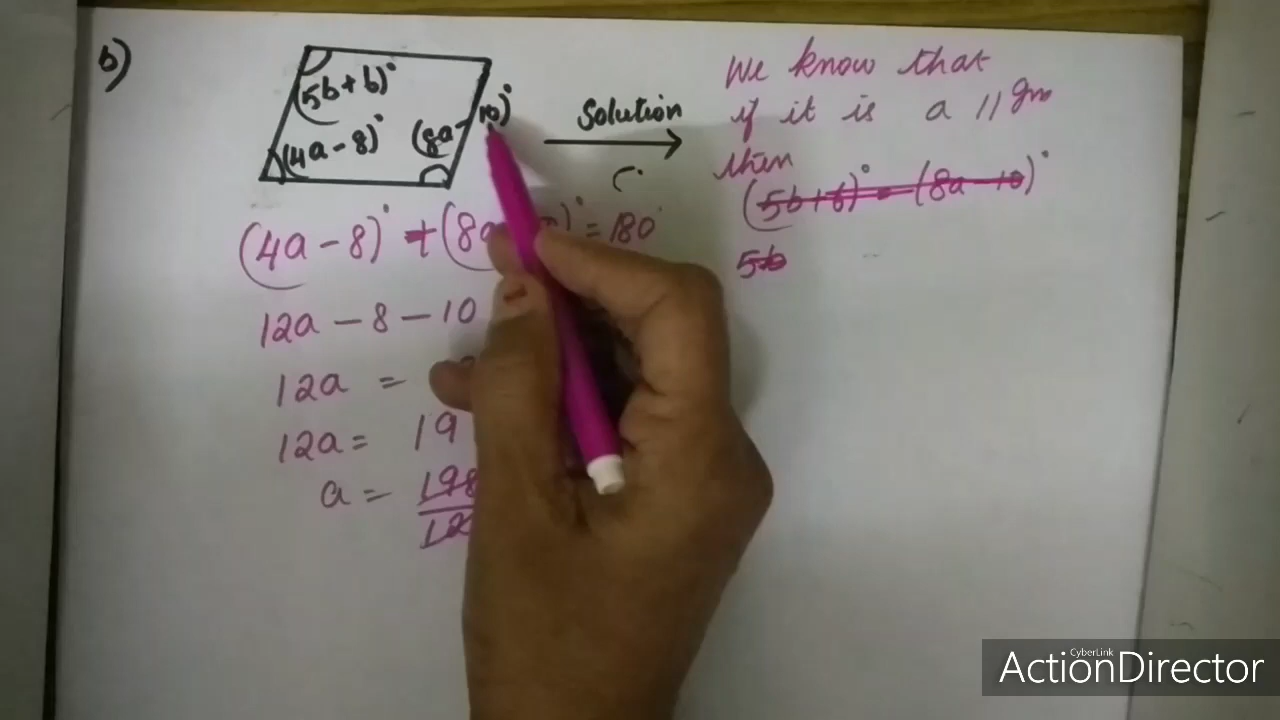 b)
(5b+b)°
(4a-8)° (8a-10)°
Solution
We know that
if it is a //gm
then
(5b+6)° = (8a-10)°
5b
(4a-8)° + (8a )° = 180°
12a - 8 - 10
12a =
12a = 19
a = 198
12
CyberLink
ActionDirector